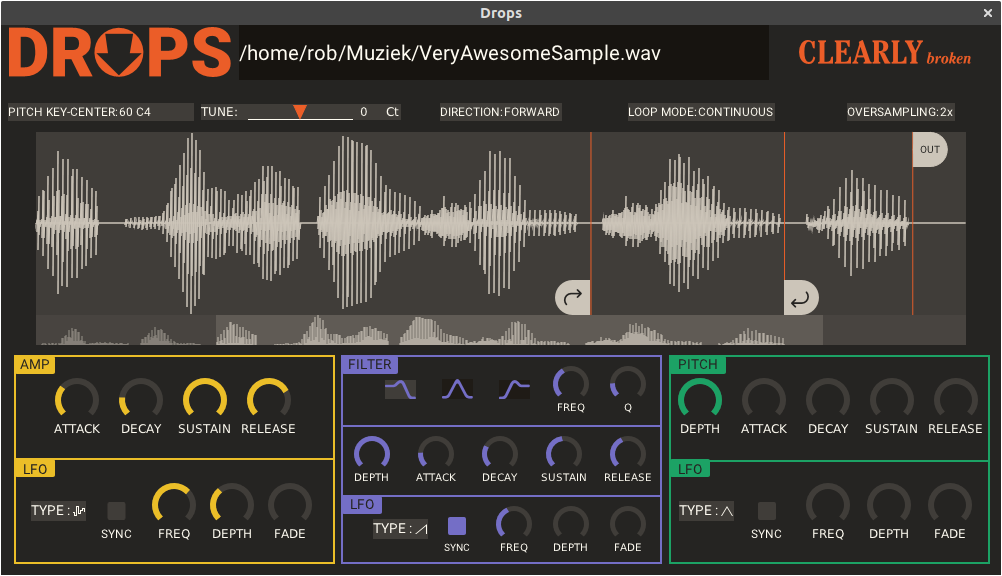 Drops
DROPS /home/rob/Muziek/VeryAwesomeSample.wav CLEARLY broken
PITCH KEY-CENTER:60 C4 TUNE: 0 Ct DIRECTION:FORWARD LOOP MODE:CONTINUOUS OVERSAMPLING:2x
OUT
AMP
ATTACK DECAY SUSTAIN RELEASE
LFO
TYPE : SYNC FREQ DEPTH FADE
FILTER
FREQ Q
DEPTH ATTACK DECAY SUSTAIN RELEASE
LFO
TYPE : SYNC FREQ DEPTH FADE
PITCH
DEPTH ATTACK DECAY SUSTAIN RELEASE
LFO
TYPE : SYNC FREQ DEPTH FADE